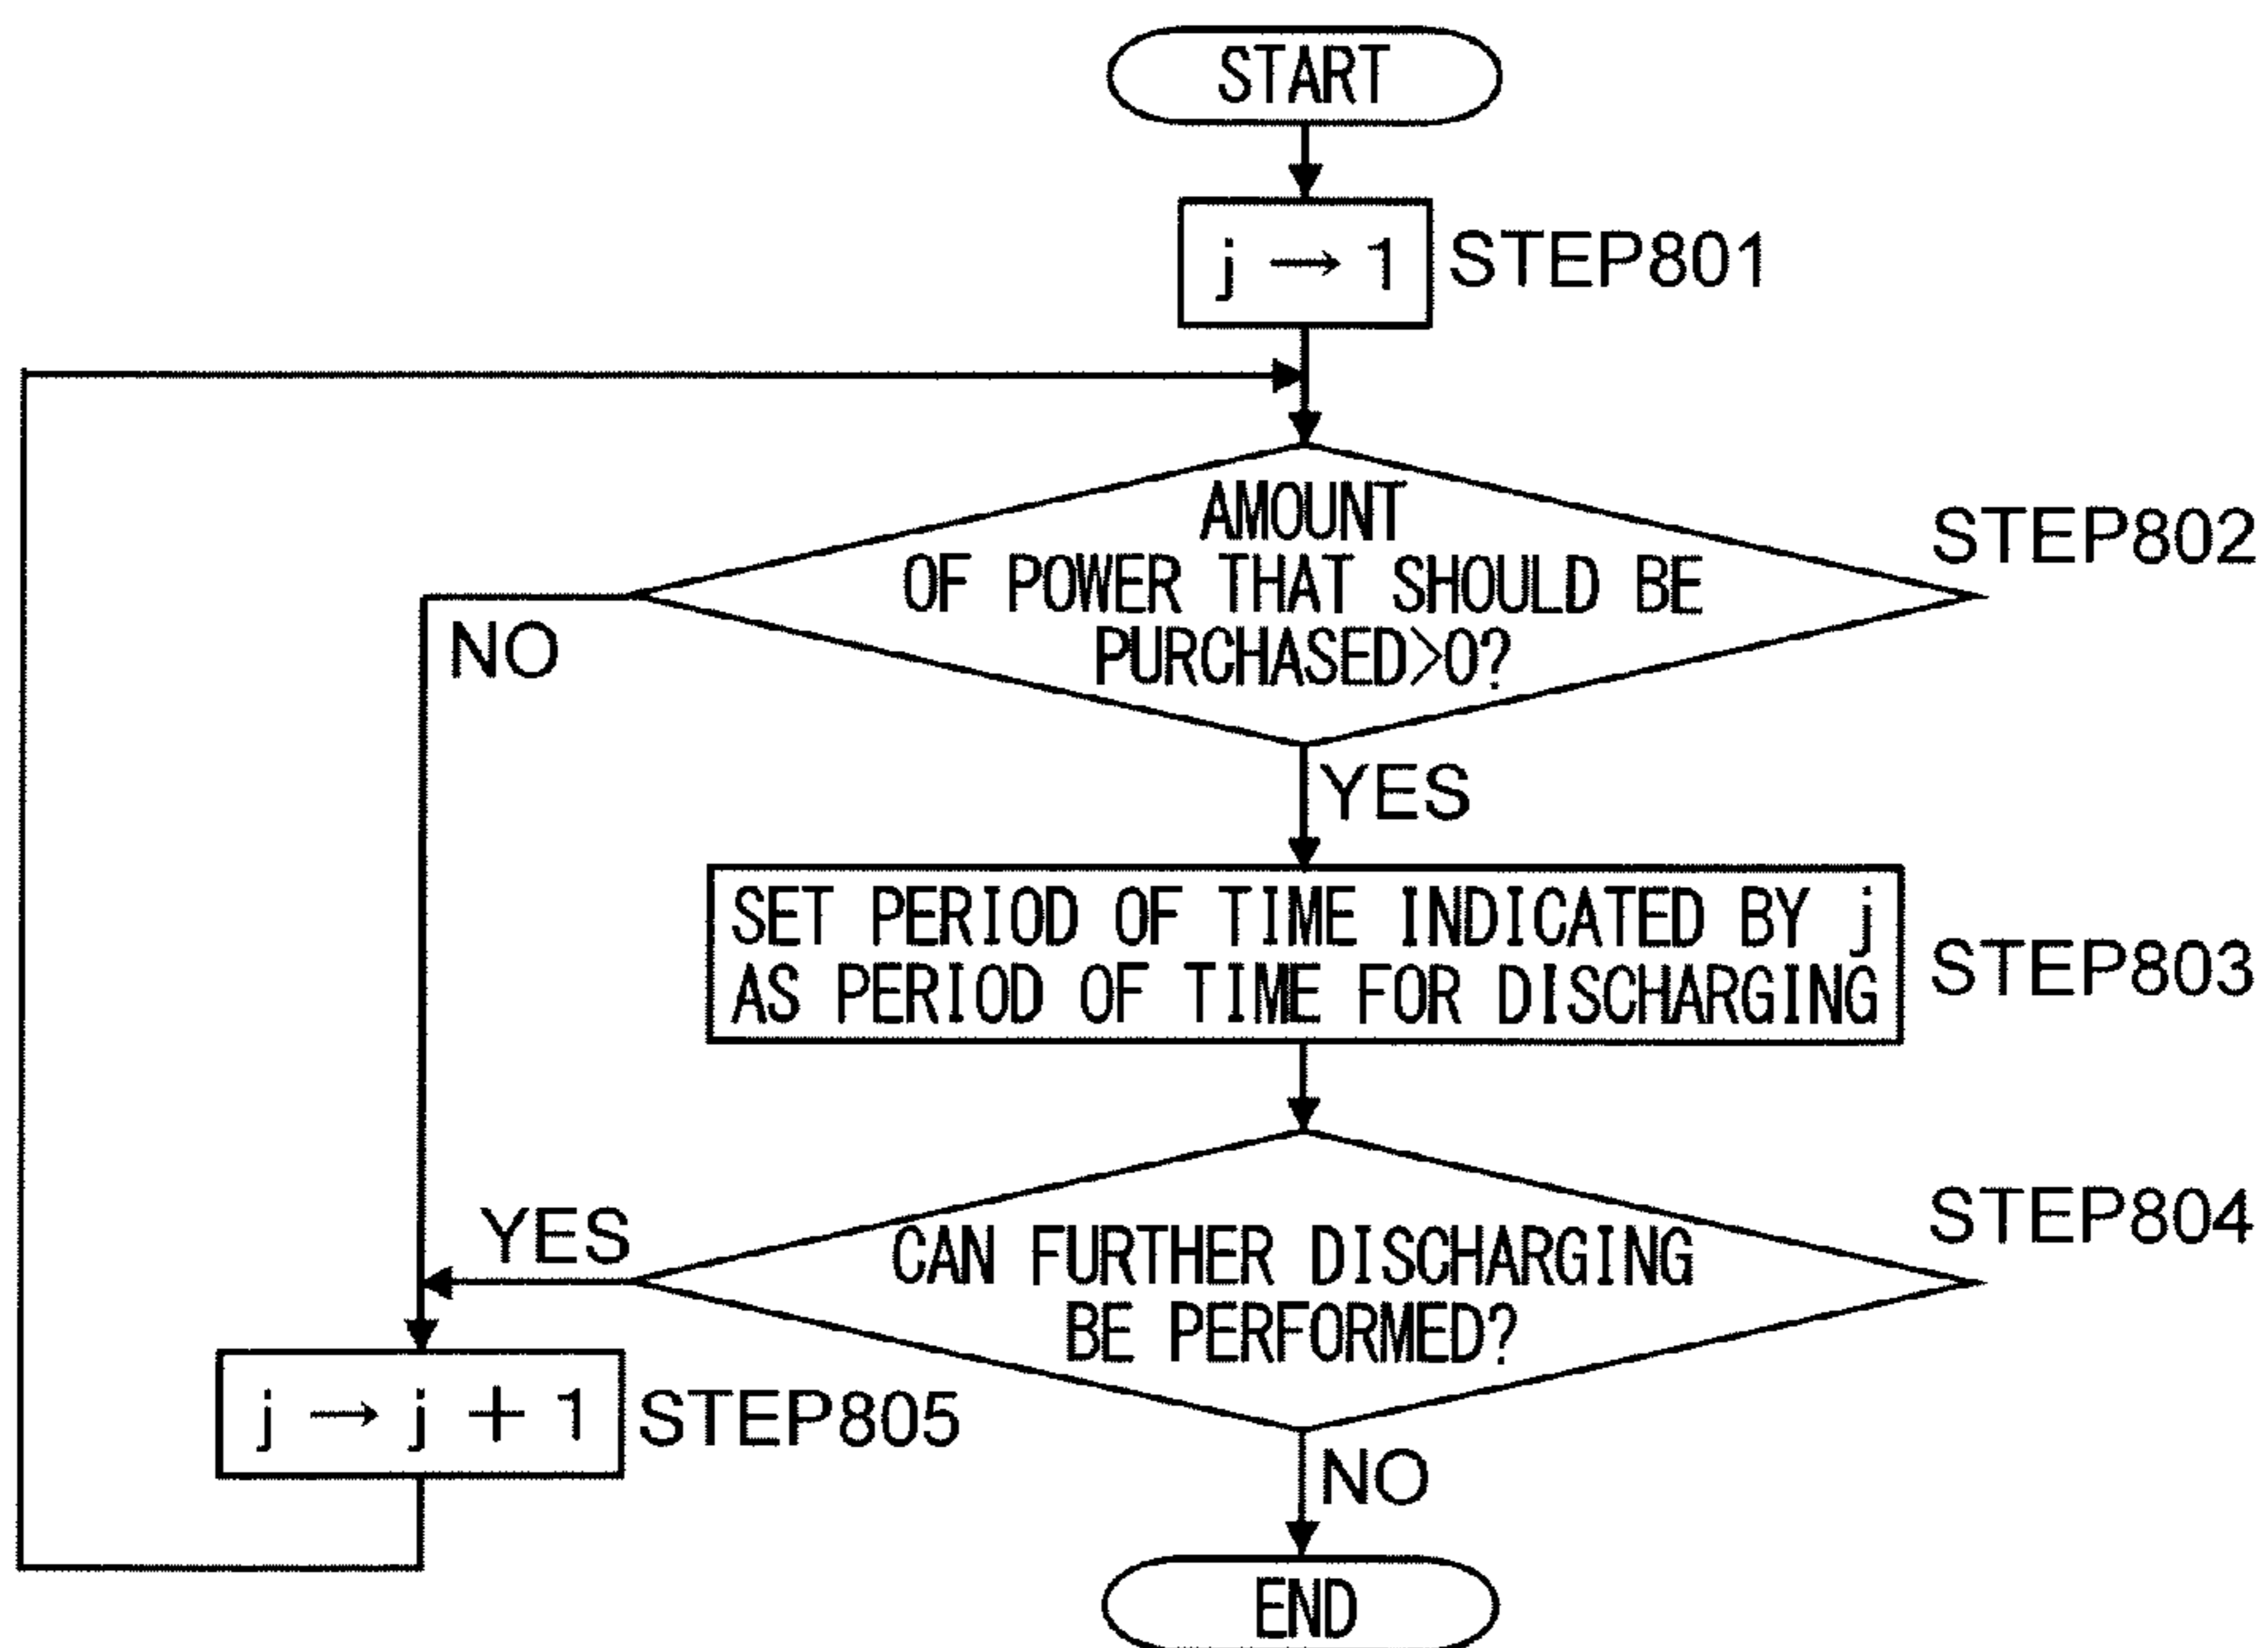 START
j → 1
STEP801
AMOUNT
OF POWER THAT SHOULD BE
PURCHASED>0?
STEP802
NO
YES
SET PERIOD OF TIME INDICATED BY j
AS PERIOD OF TIME FOR DISCHARGING
STEP803
YES
CAN FURTHER DISCHARGING
BE PERFORMED?
STEP804
j → j + 1
STEP805
NO
END